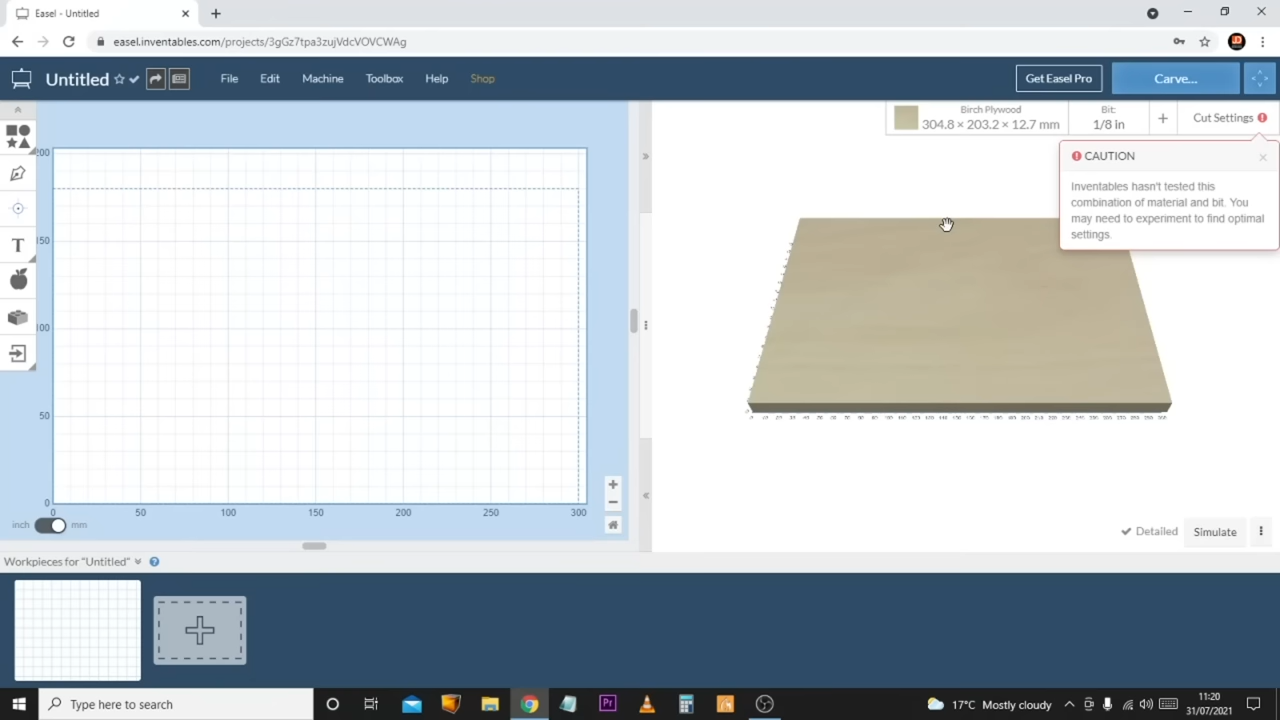 Easel - Untitled
easel.inventables.com/projects/3gGz7tpa3zujVdcVOVCWAg
Untitled
File
Edit
Machine
Toolbox
Help
Shop
Get Easel Pro
Carve...
Birch Plywood
304.8 × 203.2 × 12.7 mm
Bit:
1/8 in
+
Cut Settings
CAUTION
Inventables hasn't tested this
combination of material and bit. You
may need to experiment to find optimal
settings.
T
200
150
100
50
0
0 50 100 150 200 250 300
inch
mm
Detailed
Simulate
Workpieces for "Untitled"
Type here to search
Pr
17°C Mostly cloudy
11:20
31/07/2021